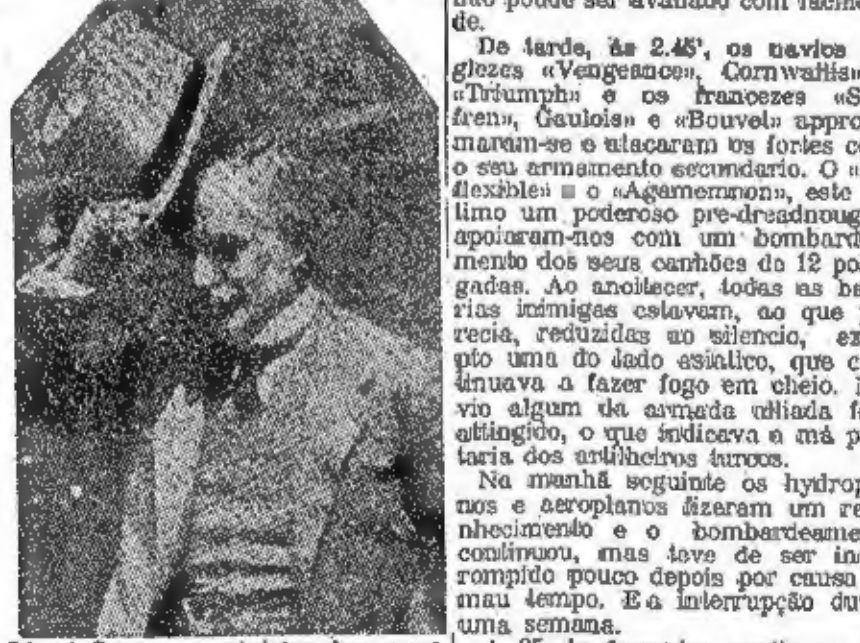 de.
De tarde, ás 2.45', os navios
glezes «Vengeance», Cornwallis»
«Triumph» e os francezes «S
fren», Gaulois» e «Bouvel» appro
maram-se e atacaram os fortes co
o seu armamento secundario. O «
flexible» e o «Agamemnon», este
timo um poderoso pre-dreadnoug
apoiaram-nos com um bombard
mento dos seus canhões de 12 po
gadas. Ao anoitecer, todas as ba
rias inimigas estavam, ao que
recia, reduzidas ao silencio, ex
pto uma do lado asiatico, que c
tinuava a fazer fogo em cheio.
vio algum da armada alliada f
attingido, o que indicava a má p
taria dos artilheiros turcos.
Na manhã seguinte os hydrop
nos e aeroplanos fizeram um re
nhecimento e o bombardeame
continuou, mas teve de ser in
rompido pouco depois por causa
mau tempo. E a interrupção du
uma semana.